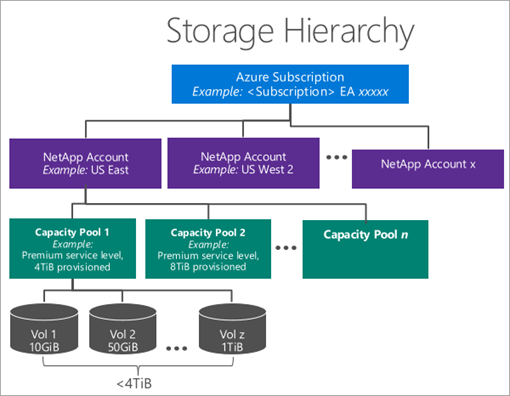 Storage Hierarchy
Azure Subscription
Example: <Subscription> EA xxxxx
NetApp Account
Example: US East
NetApp Account
Example: US West 2
NetApp Account x
Capacity Pool 1
Example:
Premium service level,
4TiB provisioned
Capacity Pool 2
Example:
Premium service level,
8TiB provisioned
Capacity Pool n
Vol 1
10GiB
Vol 2
50GiB
Vol z
1TiB
<4TiB